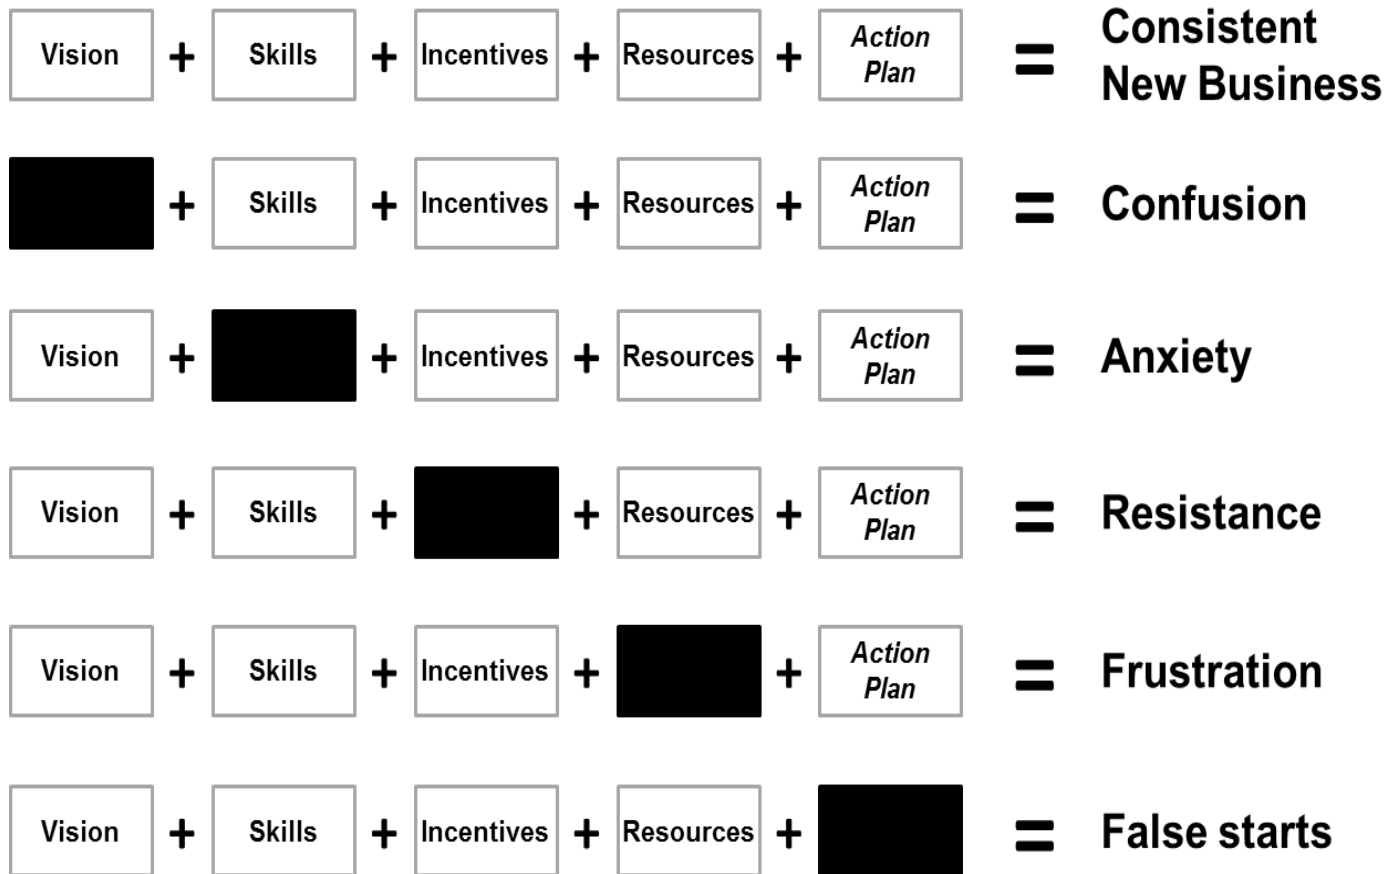 Vision + Skills + Incentives + Resources + Action Plan = Consistent New Business
+ Skills + Incentives + Resources + Action Plan = Confusion
Vision + + Incentives + Resources + Action Plan = Anxiety
Vision + Skills + + Resources + Action Plan = Resistance
Vision + Skills + Incentives + + Action Plan = Frustration
Vision + Skills + Incentives + Resources + = False starts